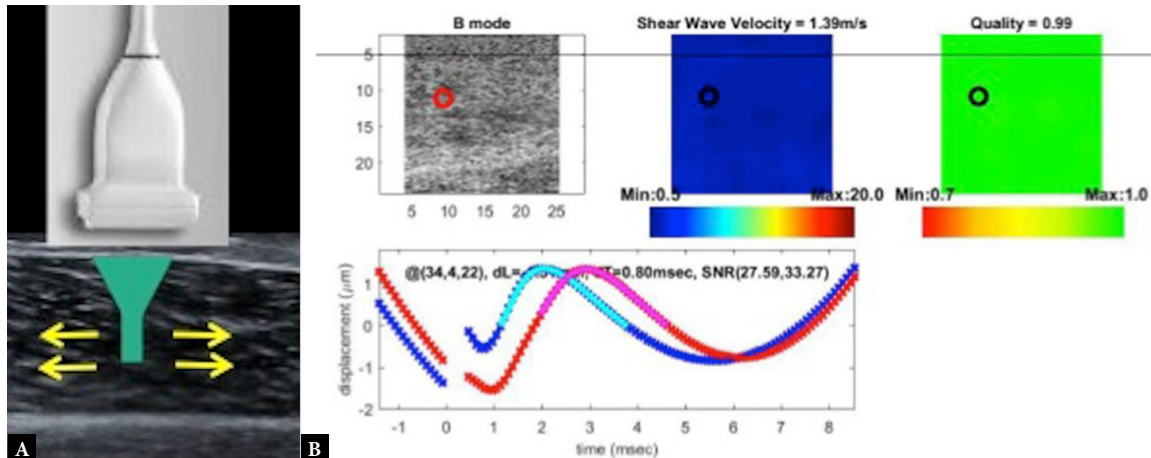 A
B
B mode
5
10
15
20
5 10 15 20 25
Shear Wave Velocity = 1.39m/s
Min:0.5 Max:20.0
Quality = 0.99
Min:0.7 Max:1.0
@(34,4,22), dL=
=0.80msec, SNR(27.59,33.27)
displacement (μm)
1
0
-1
-2
-1 0 1 2 3 4 5 6 7 8
time (msec)